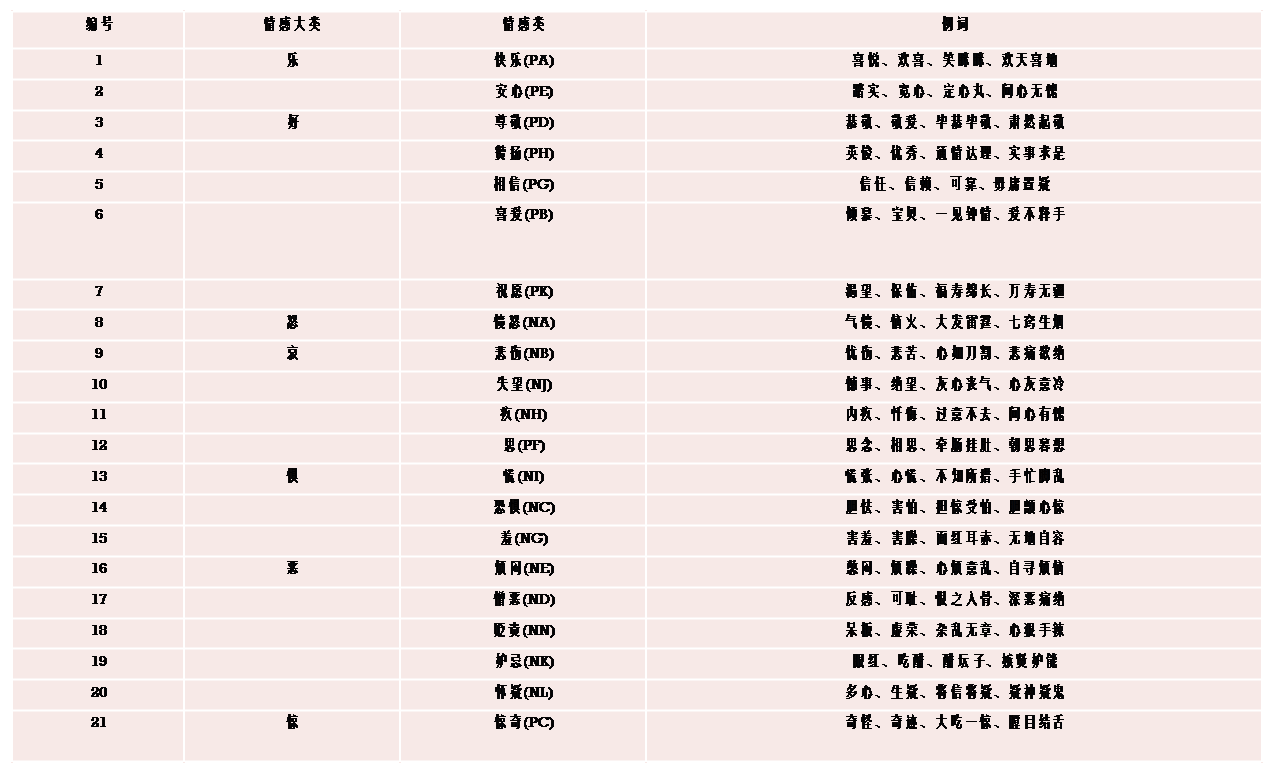 编号 情感大类 情感类 例词
1 乐 快乐(PA) 喜悦、欢喜、笑眯眯、欢天喜地
2 安心(PE) 踏实、宽心、定心丸、问心无愧
3 好 尊敬(PD) 恭敬、敬爱、毕恭毕敬、肃然起敬
4 赞扬(PH) 英俊、优秀、通情达理、实事求是
5 相信(PG) 信任、信赖、可靠、毋庸置疑
6 喜爱(PB) 倾慕、宝贝、一见钟情、爱不释手
7 祝愿(PK) 渴望、保佑、福寿绵长、万寿无疆
8 怒 愤怒(NA) 气愤、恼火、大发雷霆、七窍生烟
9 哀 悲伤(NB) 忧伤、悲苦、心如刀割、悲痛欲绝
10 失望(NJ) 憾事、绝望、灰心丧气、心灰意冷
11 疚(NH) 内疚、忏悔、过意不去、问心有愧
12 思(PF) 思念、相思、牵肠挂肚、朝思暮想
13 惧 慌(NI) 慌张、心慌、不知所措、手忙脚乱
14 恐惧(NC) 胆怯、害怕、担惊受怕、胆颤心惊
15 羞(NG) 害羞、害臊、面红耳赤、无地自容
16 恶 烦闷(NE) 憋闷、烦躁、心烦意乱、自寻烦恼
17 憎恶(ND) 反感、可耻、恨之入骨、深恶痛绝
18 贬责(NN) 呆板、虚荣、杂乱无章、心狠手辣
19 妒忌(NK) 眼红、吃醋、醋坛子、嫉贤妒能
20 怀疑(NL) 多心、生疑、将信将疑、疑神疑鬼
21 惊 惊奇(PC) 奇怪、奇迹、大吃一惊、瞠目结舌